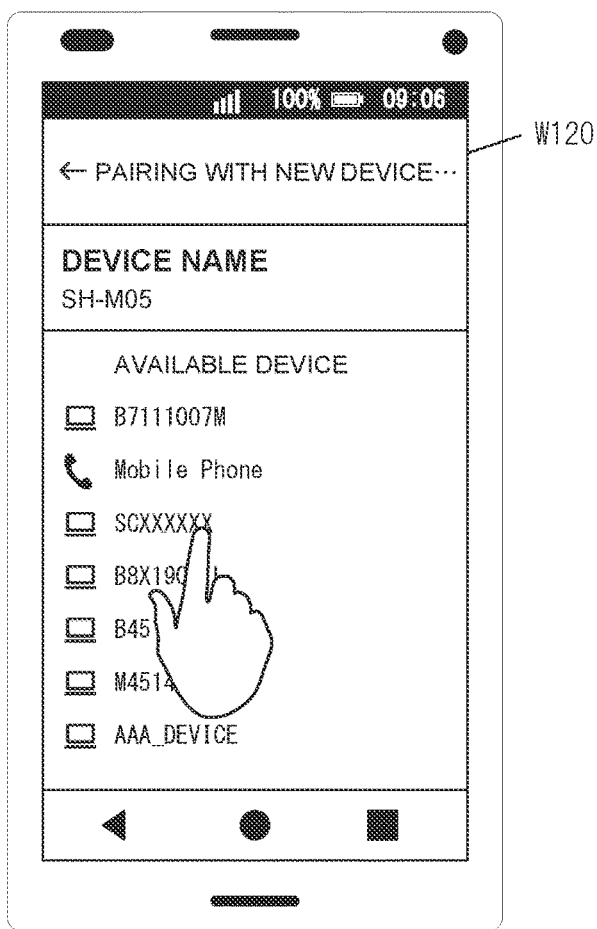 100% 09:06
W120
← PAIRING WITH NEW DEVICE…
DEVICE NAME
SH-M05
AVAILABLE DEVICE
B7111007M
Mobile Phone
SCXXXXXX
AAA_DEVICE